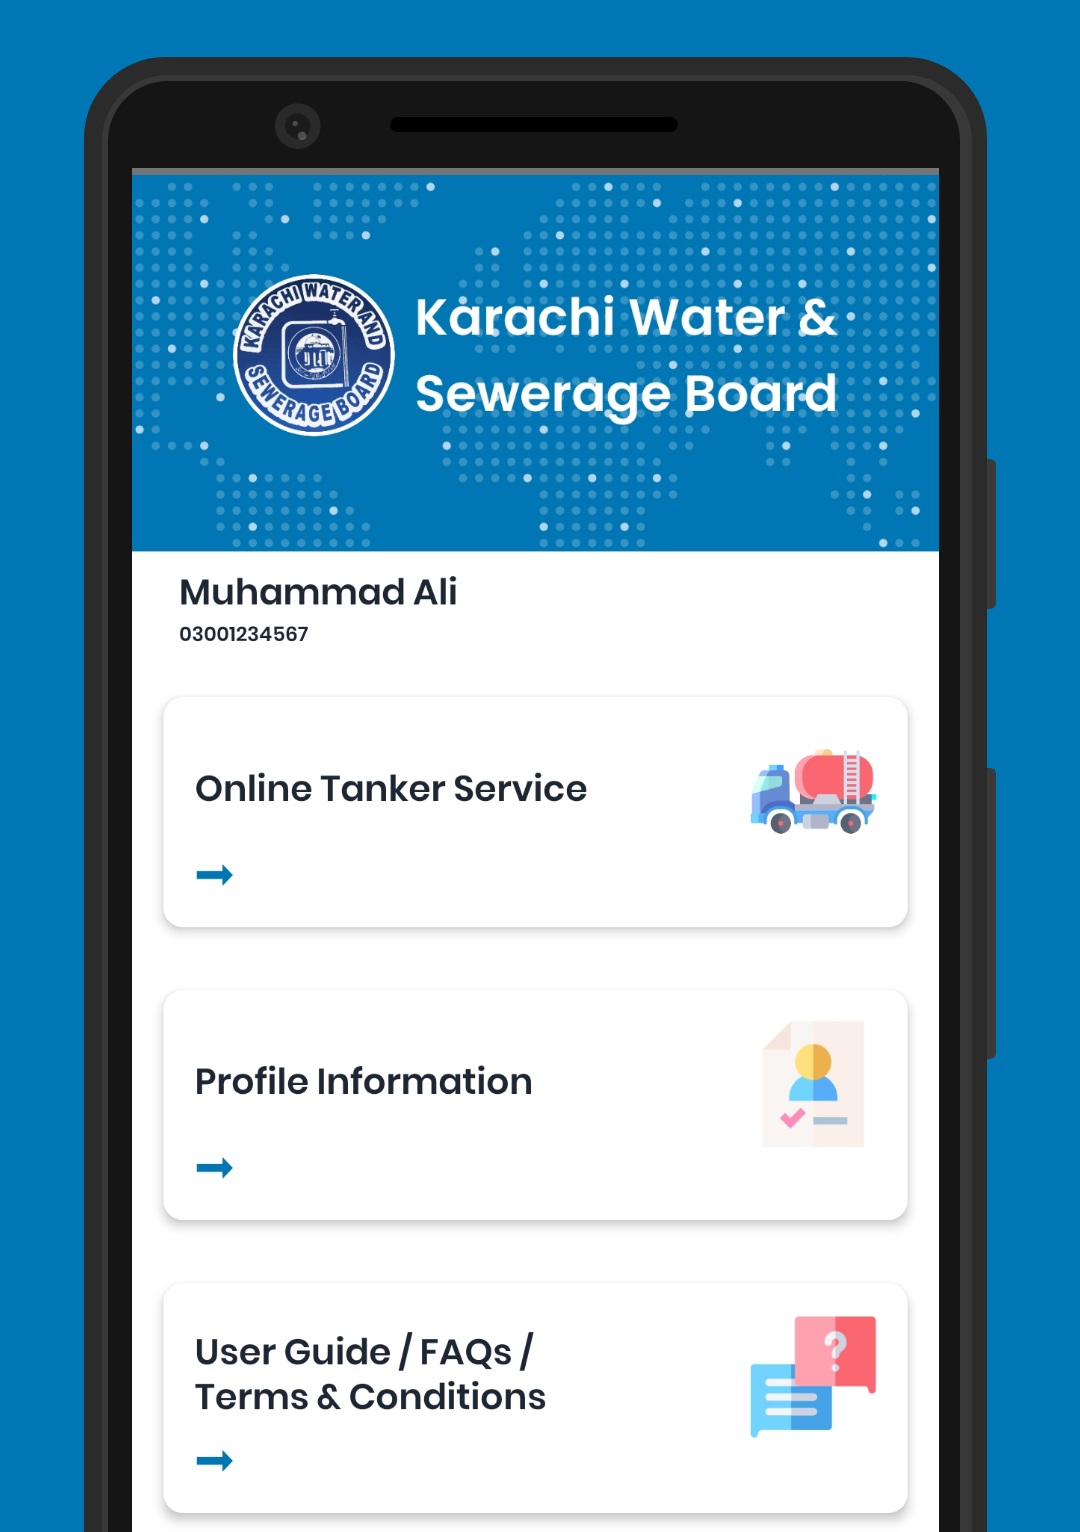 KARACHI WATER AND
SEWERAGE BOARD
Karachi Water &
Sewerage Board
Muhammad Ali
03001234567
Online Tanker Service
Profile Information
?
User Guide / FAQs /
Terms & Conditions